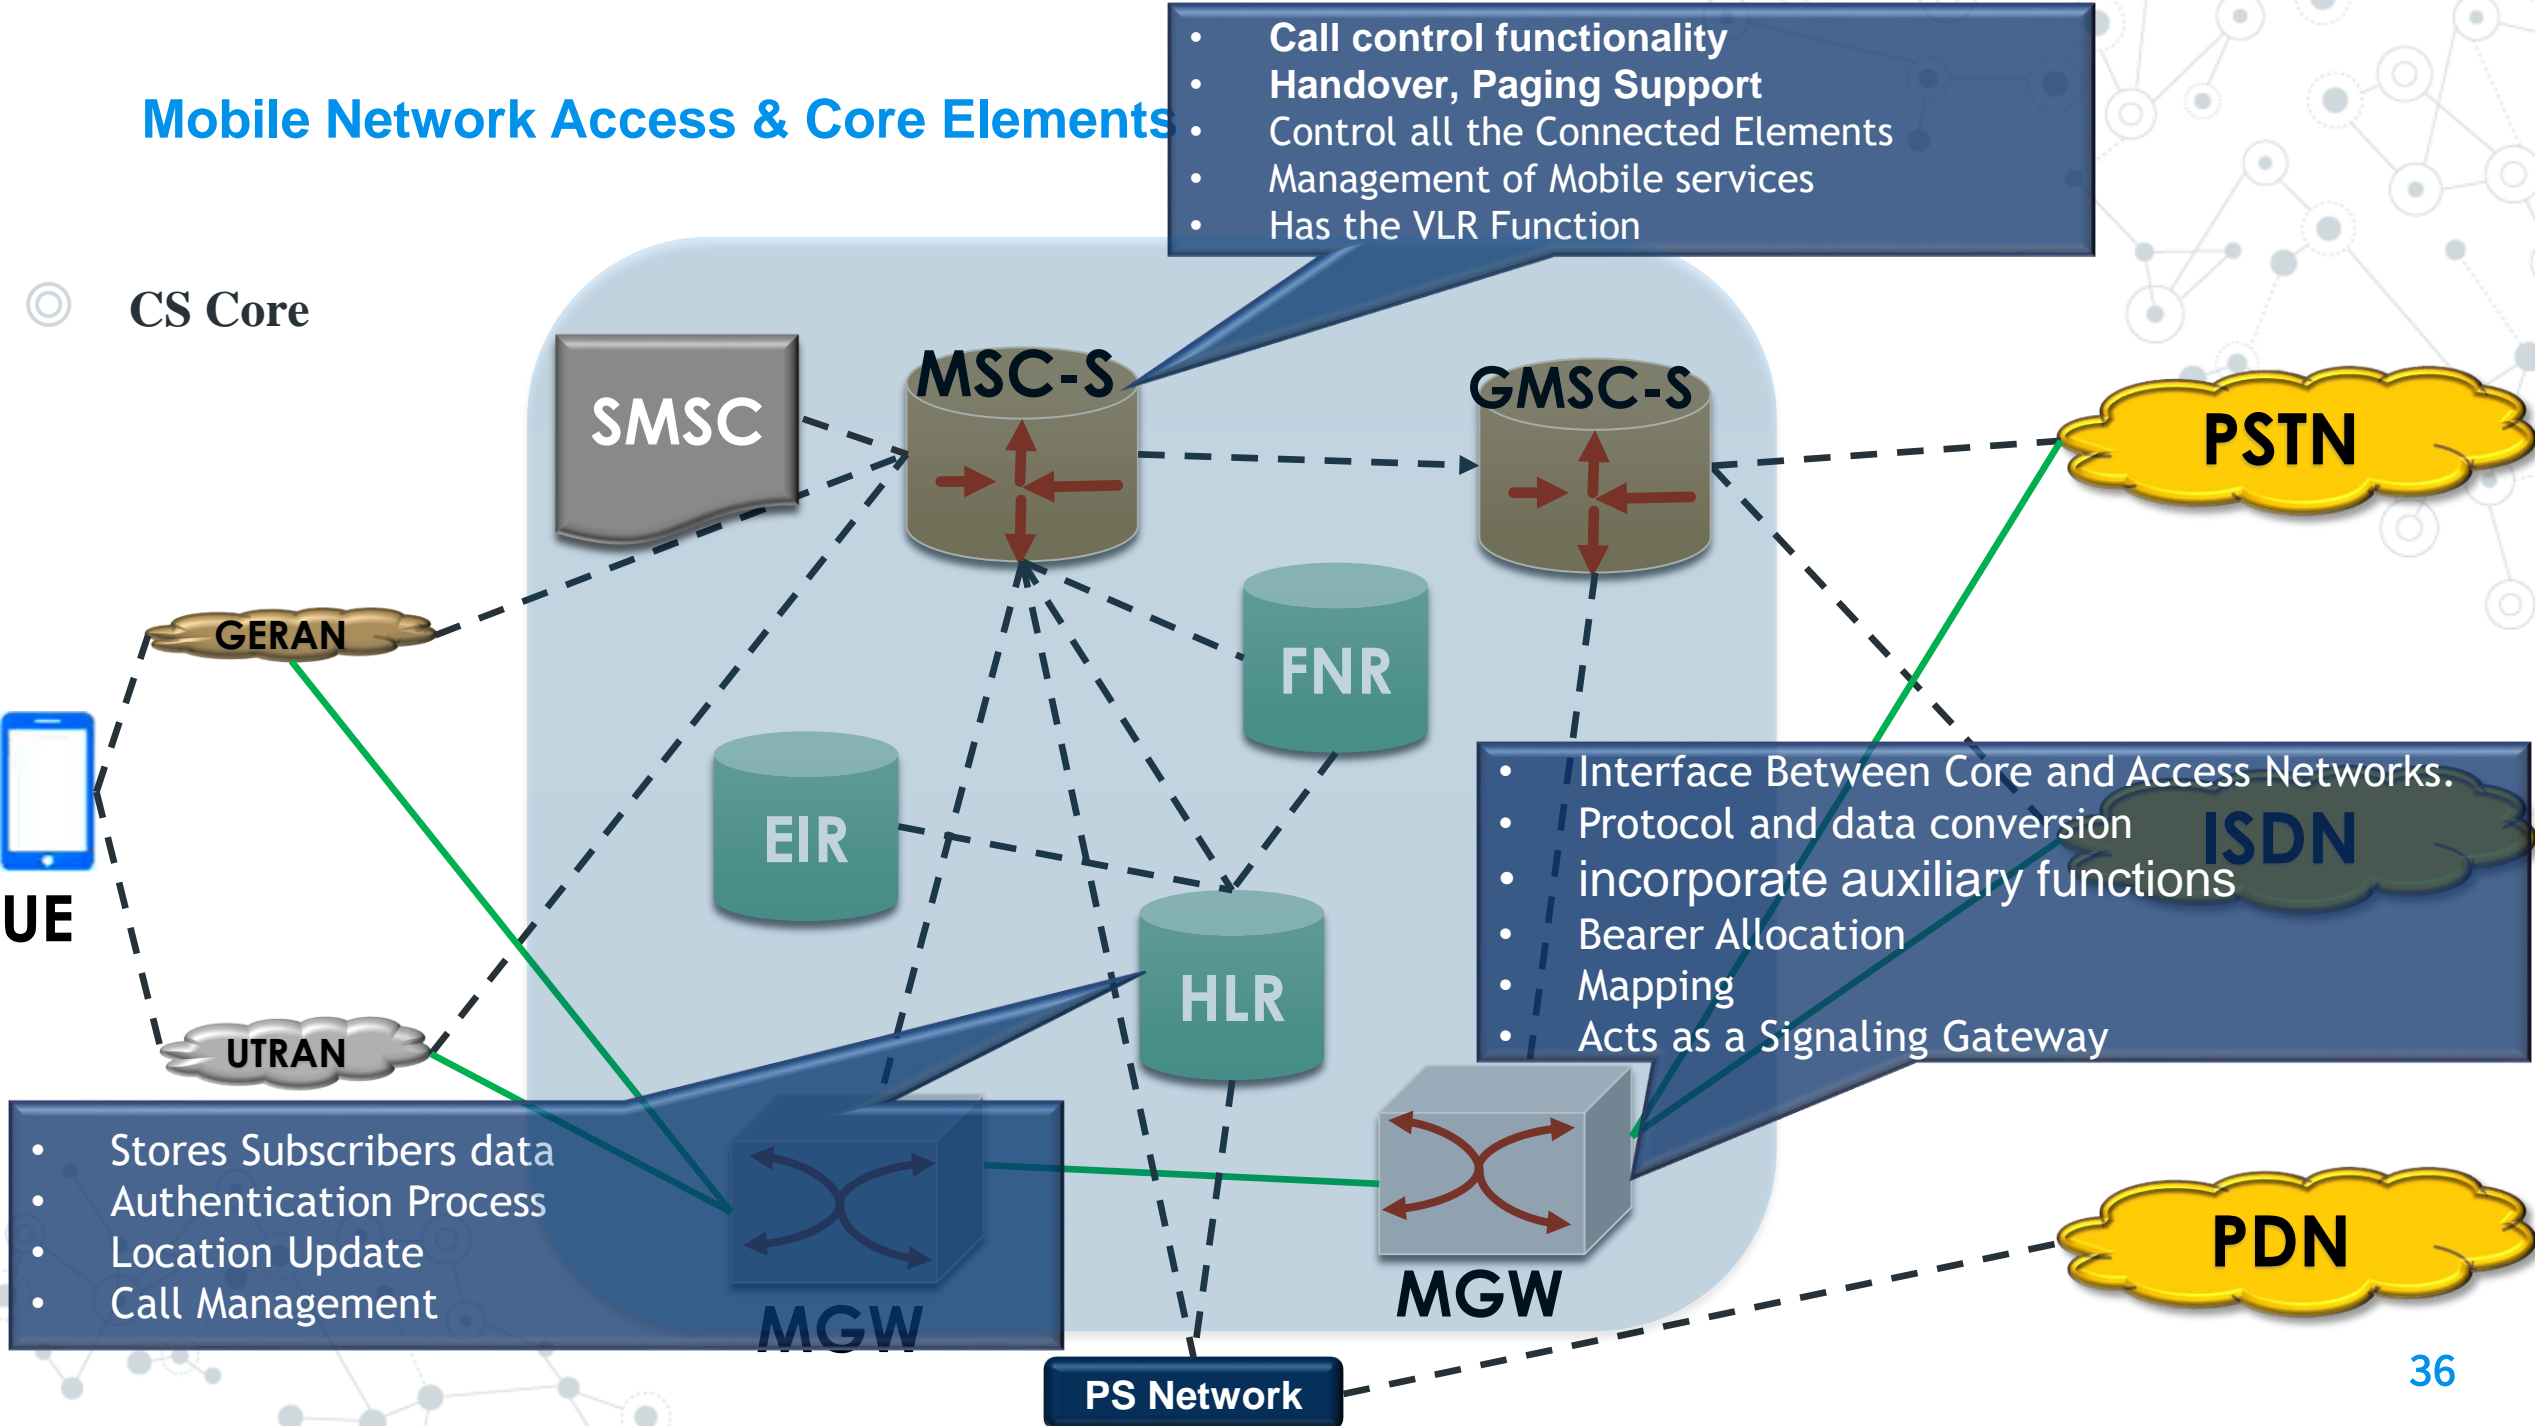 • Call control functionality
• Handover, Paging Support
Mobile Network Access & Core Elements
• Control all the Connected Elements
• Management of Mobile services
• Has the VLR Function
CS Core
MSC-S
GMSC-S
SMSC
PSTN
GERAN
FNR
• Interface Between Core and Access Networks.
• Protocol and data conversion
ISDN
EIR
• incorporate auxiliary functions
UE
• Bearer Allocation
• Mapping
HLR
• Acts as a Signaling Gateway
UTRAN
• Stores Subscribers data
• Authentication Process
• Location Update
• Call Management
PDN
MGW
MGW
PS Network
36